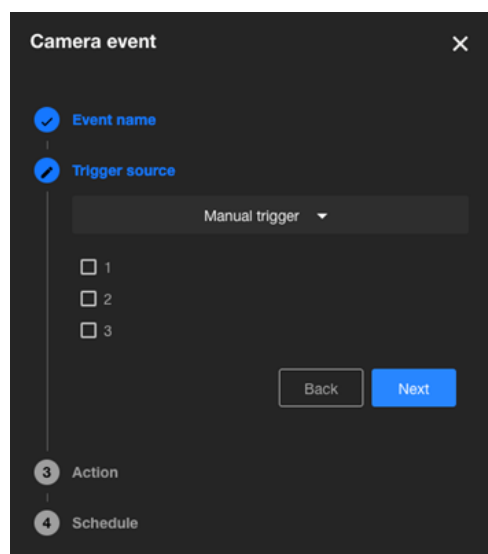 Camera event
Event name
Trigger source
Manual trigger
1
2
3
Back Next
3 Action
4 Schedule